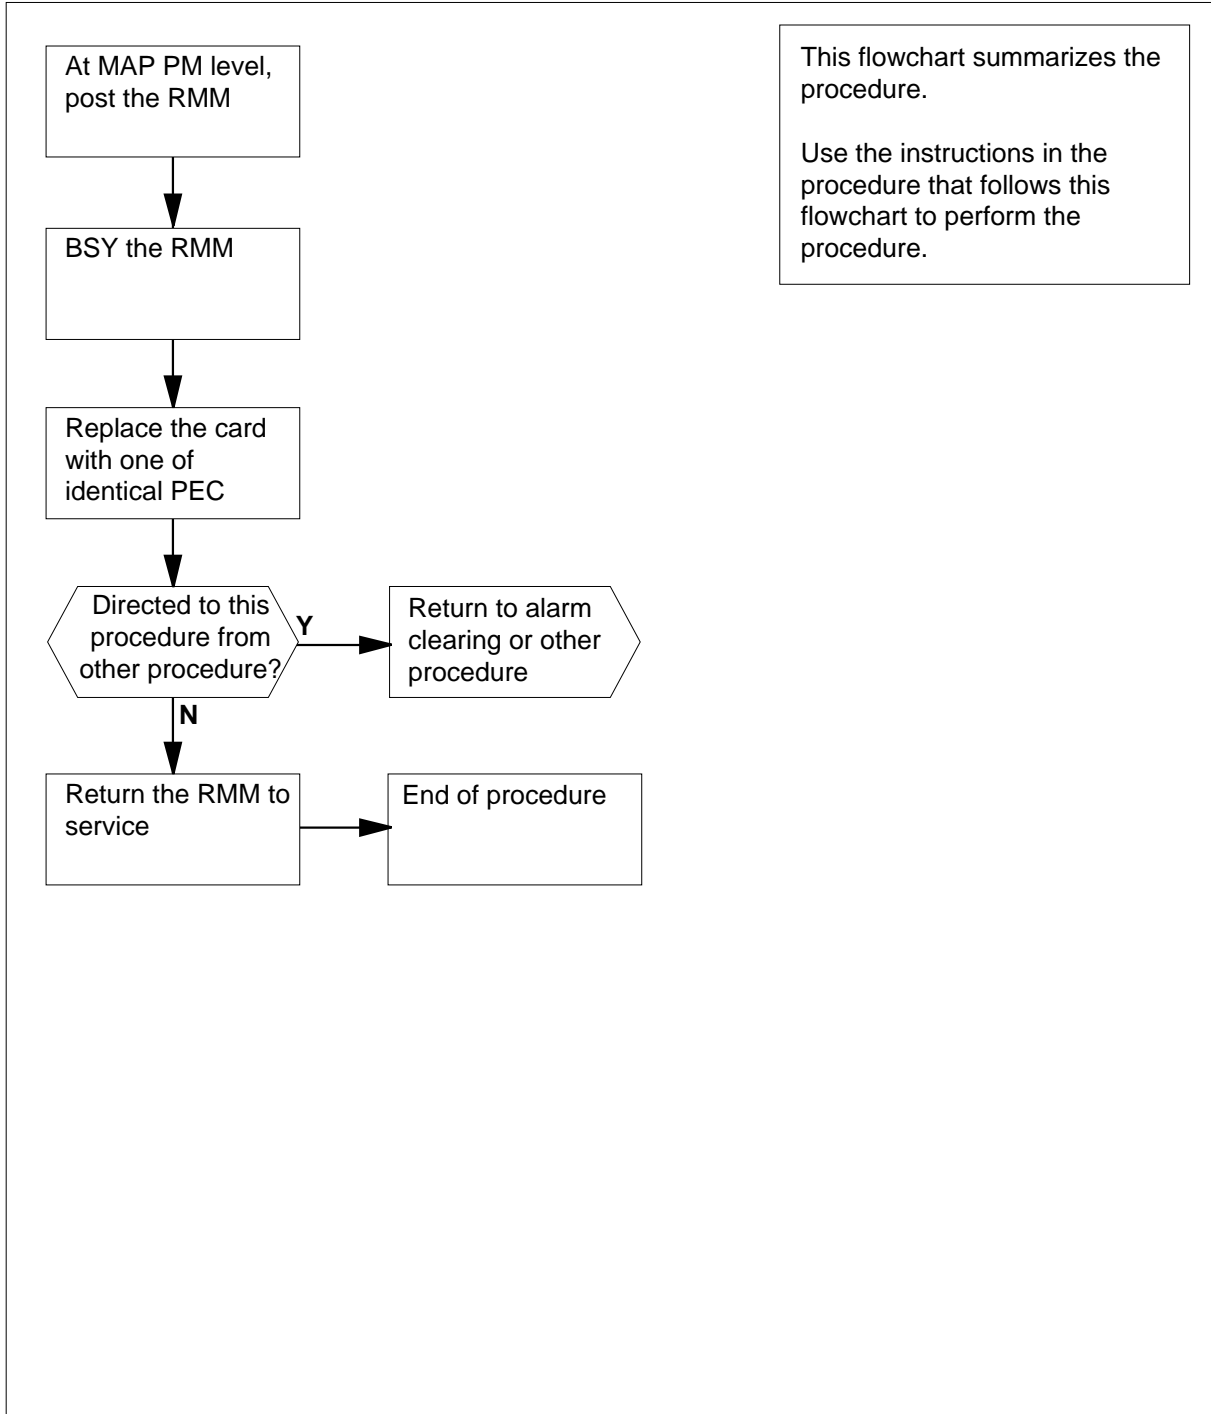 At MAP PM level,
post the RMM
This flowchart summarizes the
procedure.
Use the instructions in the
procedure that follows this
flowchart to perform the
procedure.
BSY the RMM
Replace the card
with one of
identical PEC
Directed to this
procedure from
other procedure?
Y
Return to alarm
clearing or other
procedure
N
Return the RMM to
service
End of procedure